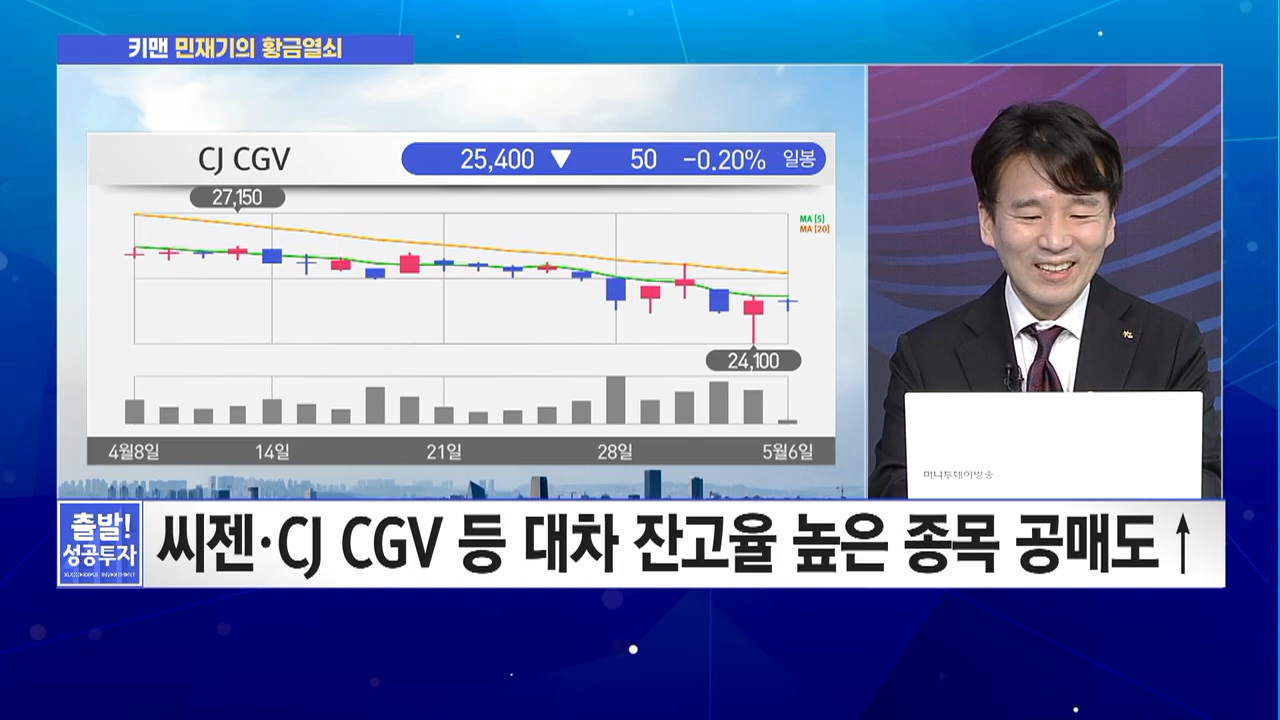 키맨 민재기의 황금열쇠
CJ CGV
25,400 ▼ 50 -0.20% 일봉
27,150
MA [5]
MA [20]
24,100
4월8일 14일 21일 28일 5월6일
머니투데이방송
출발!
성공투자
씨젠·CJ CGV 등 대차 잔고율 높은 종목 공매도↑